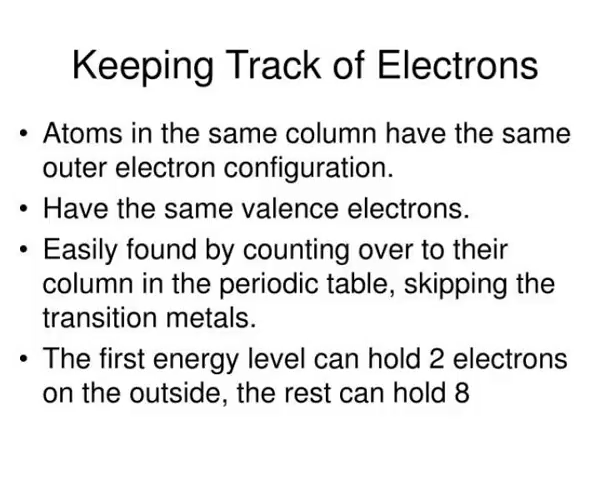 Keeping Track of Electrons
• Atoms in the same column have the same
outer electron configuration.
• Have the same valence electrons.
• Easily found by counting over to their
column in the periodic table, skipping the
transition metals.
• The first energy level can hold 2 electrons
on the outside, the rest can hold 8